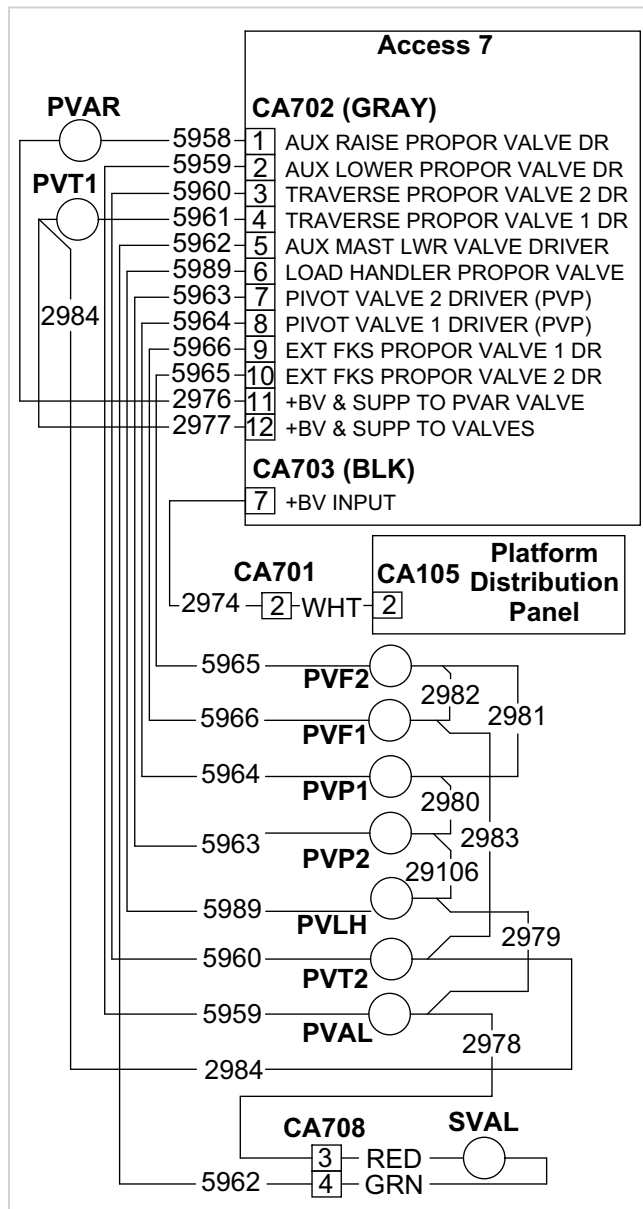 Access 7
PVAR
CA702 (GRAY)
5958 1 AUX RAISE PROPOR VALVE DR
5959 2 AUX LOWER PROPOR VALVE DR
PVT1
5960 3 TRAVERSE PROPOR VALVE 2 DR
5961 4 TRAVERSE PROPOR VALVE 1 DR
5962 5 AUX MAST LWR VALVE DRIVER
5989 6 LOAD HANDLER PROPOR VALVE
5963 7 PIVOT VALVE 2 DRIVER (PVP)
2984
5964 8 PIVOT VALVE 1 DRIVER (PVP)
5966 9 EXT FKS PROPOR VALVE 1 DR
5965 10 EXT FKS PROPOR VALVE 2 DR
2976 11 +BV & SUPP TO PVAR VALVE
2977 12 +BV & SUPP TO VALVES
CA703 (BLK)
7 +BV INPUT
CA701
CA105
Platform
Distribution
Panel
2974 2 WHT 2
5965
PVF2
2982
2981
5966
PVF1
5964
PVP1
2980
5963
PVP2
2983
29106
5989
PVLH
2979
5960
PVT2
5959
PVAL
2978
2984
CA708
SVAL
3 RED
5962 4 GRN